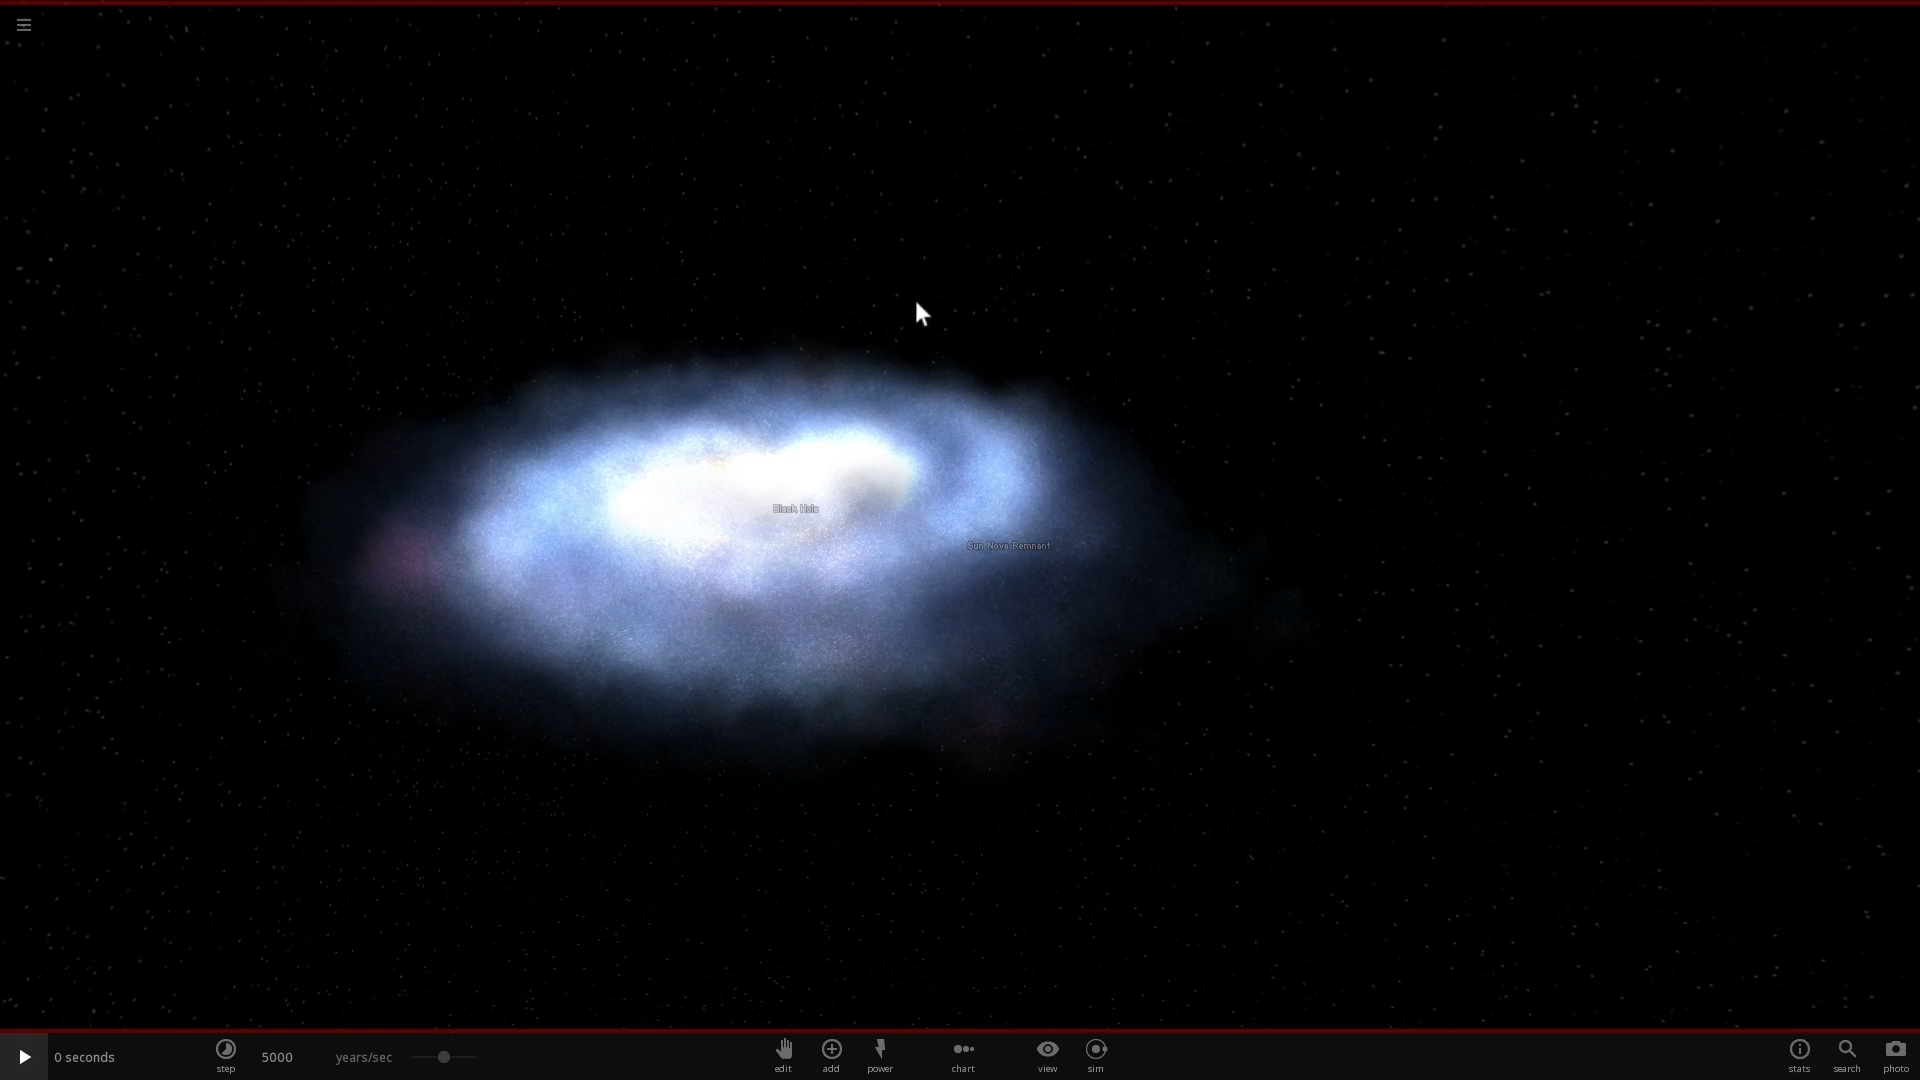 Black Hole
Sun Nova Remnant
0 seconds
step
5000
years/sec
edit
add
power
chart
view
sim
stats
search
photo